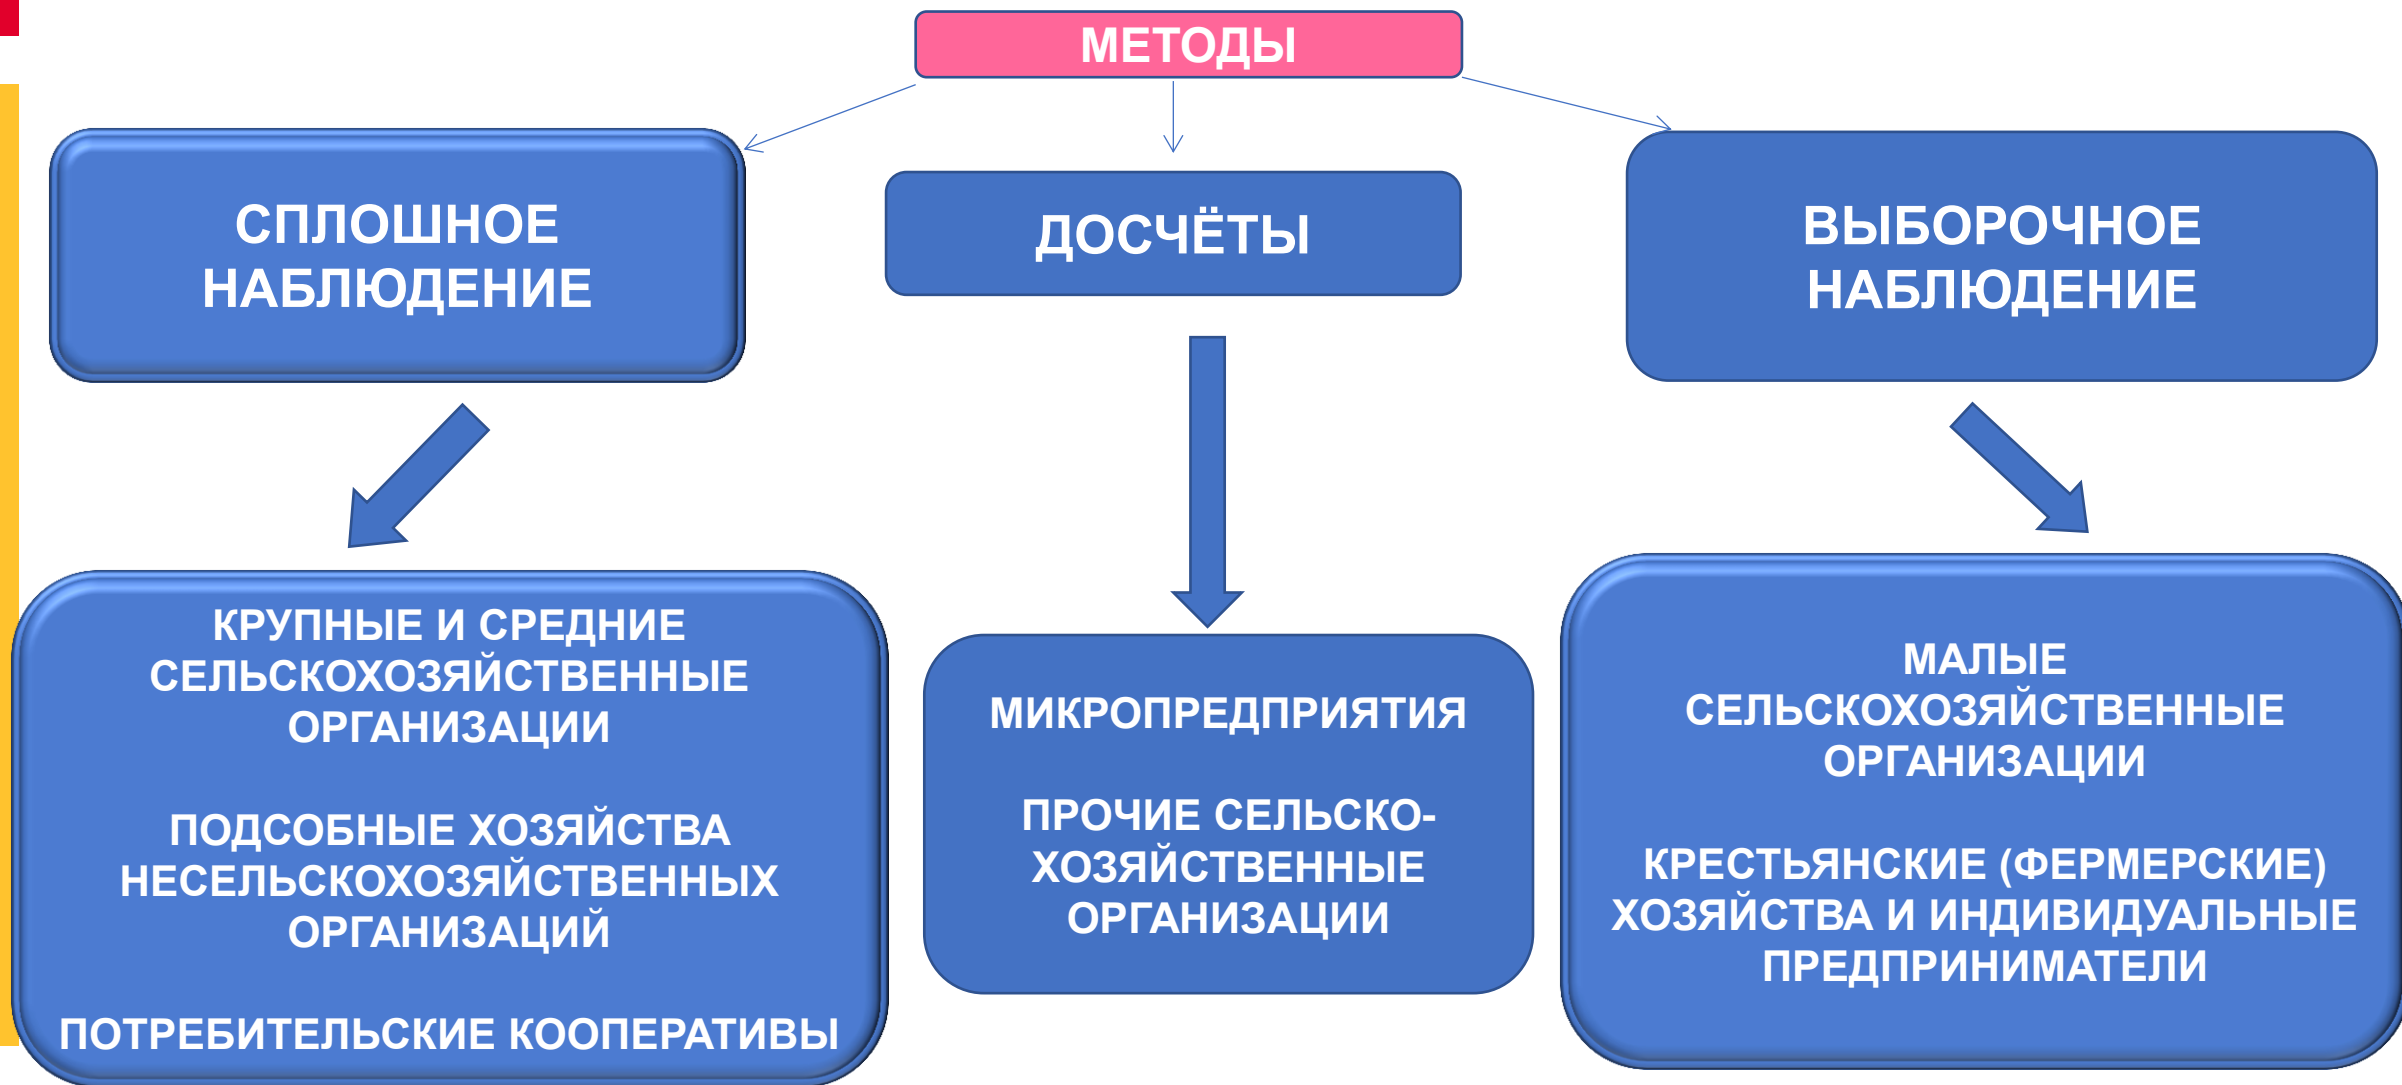 МЕТОДЫ
СПЛОШНОЕ
НАБЛЮДЕНИЕ
ДОСЧЁТЫ
ВЫБОРОЧНОЕ
НАБЛЮДЕНИЕ
КРУПНЫЕ И СРЕДНИЕ
СЕЛЬСКОХОЗЯЙСТВЕННЫЕ
ОРГАНИЗАЦИИ
ПОДСОБНЫЕ ХОЗЯЙСТВА
НЕСЕЛЬСКОХОЗЯЙСТВЕННЫХ
ОРГАНИЗАЦИЙ
ПОТРЕБИТЕЛЬСКИЕ КООПЕРАТИВЫ
МИКРОПРЕДПРИЯТИЯ
ПРОЧИЕ СЕЛЬСКО-
ХОЗЯЙСТВЕННЫЕ
ОРГАНИЗАЦИИ
МАЛЫЕ
СЕЛЬСКОХОЗЯЙСТВЕННЫЕ
ОРГАНИЗАЦИИ
КРЕСТЬЯНСКИЕ (ФЕРМЕРСКИЕ)
ХОЗЯЙСТВА И ИНДИВИДУАЛЬНЫЕ
ПРЕДПРИНИМАТЕЛИ